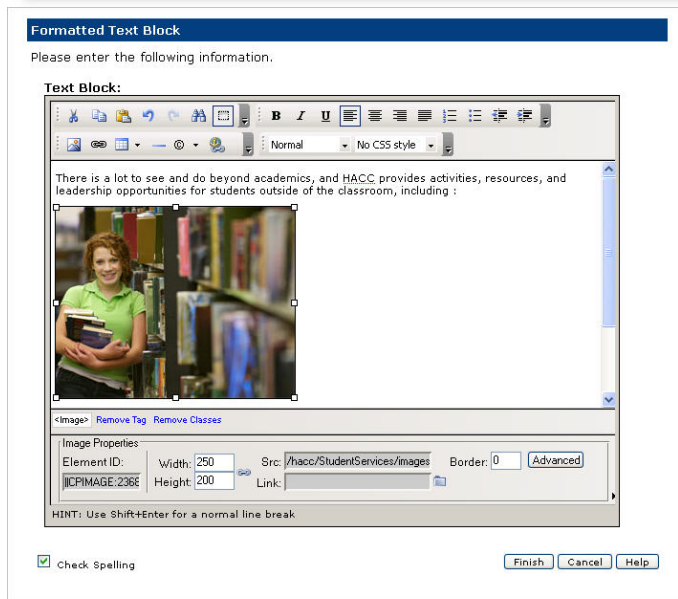 Formatted Text Block
Please enter the following information.
Text Block:
B I U
Normal No CSS style
There is a lot to see and do beyond academics, and HACC provides activities, resources, and
leadership opportunities for students outside of the classroom, including :
<Image> Remove Tag Remove Classes
Image Properties
Element ID: Width: 250 Src: /hacc/StudentServices/images Border: 0 Advanced
||CPIMAGE:2368 Height: 200 Link:
HINT: Use Shift+Enter for a normal line break
Check Spelling Finish Cancel Help